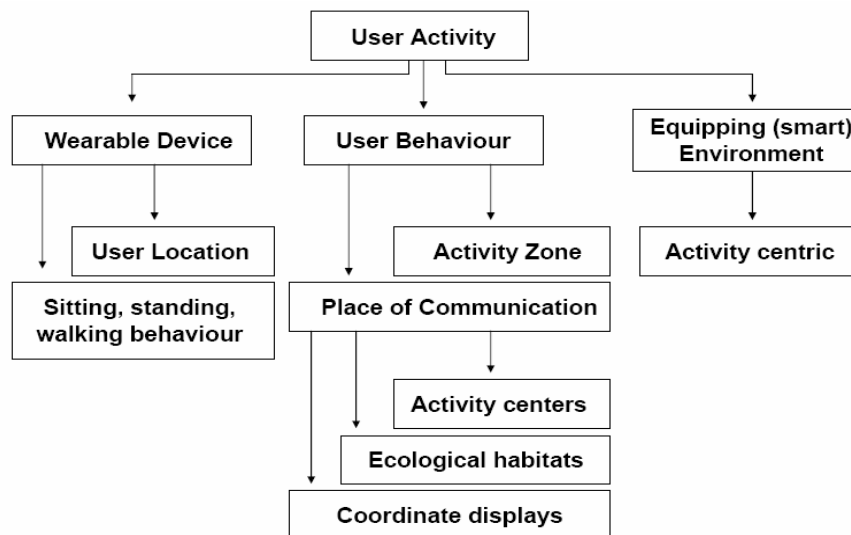 User Activity
Wearable Device
User Behaviour
Equipping (smart)
Environment
User Location
Activity Zone
Activity centric
Sitting, standing,
walking behaviour
Place of Communication
Activity centers
Ecological habitats
Coordinate displays